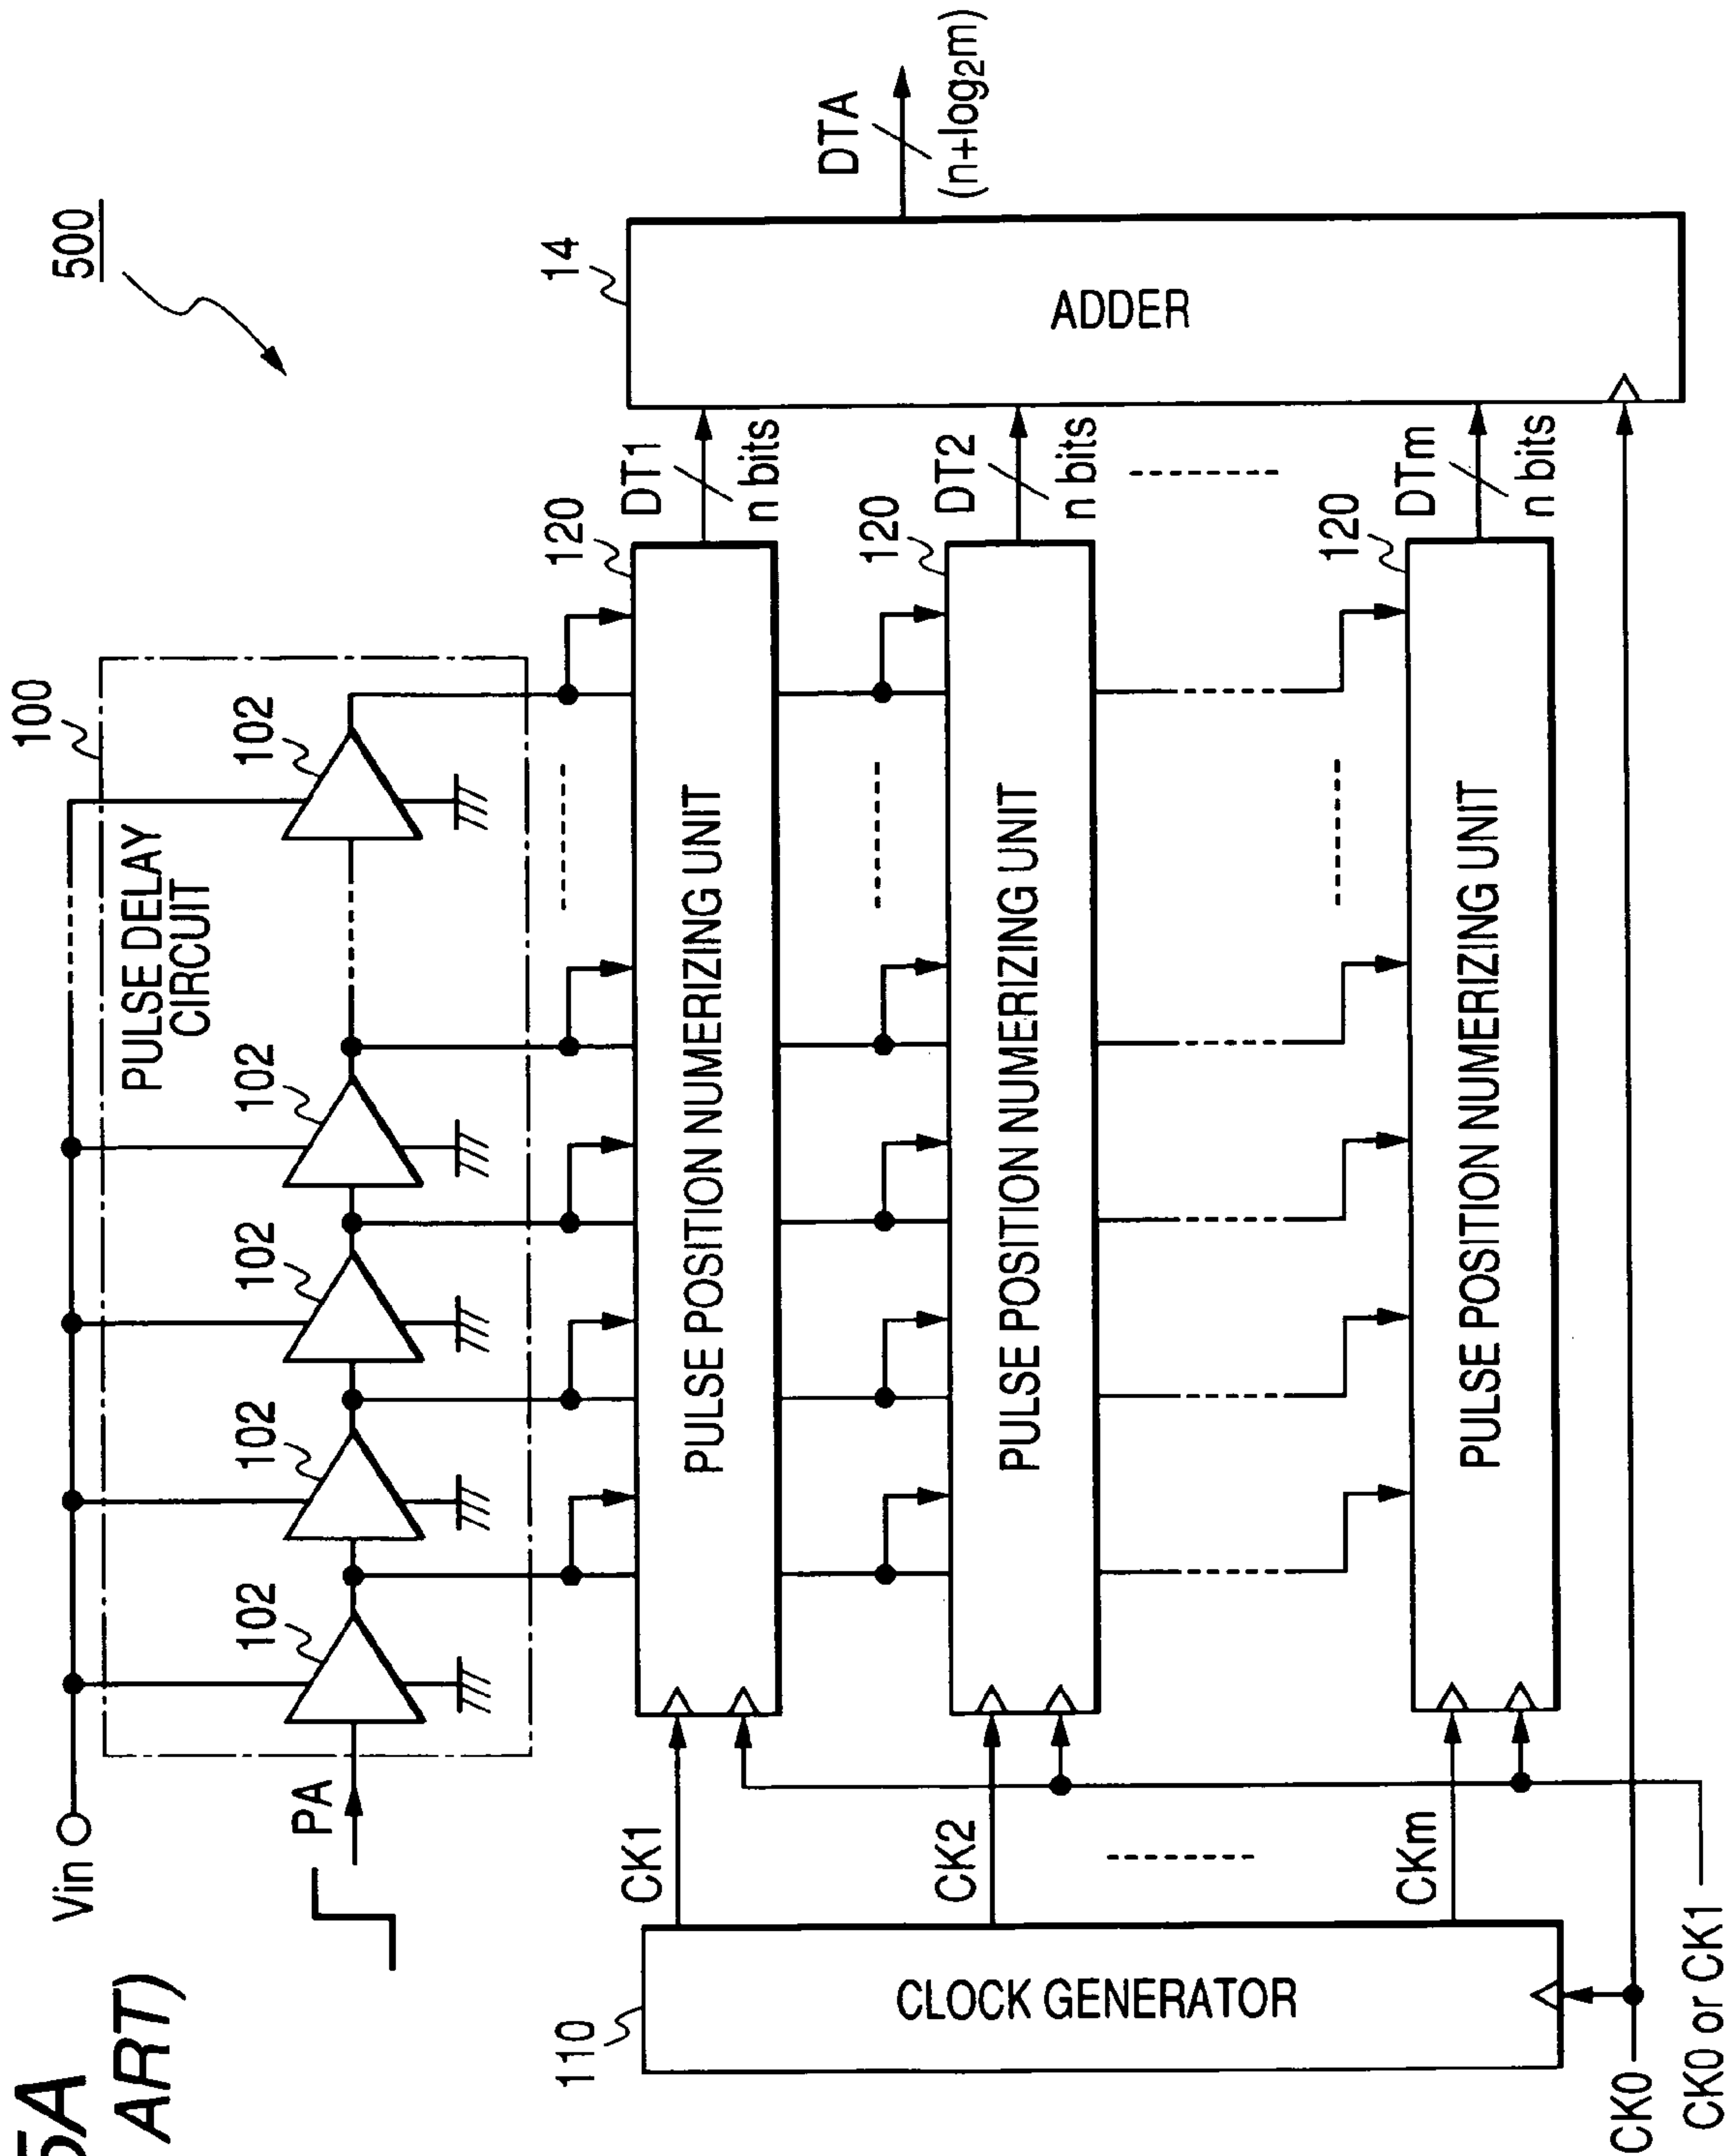 5A
ART)
500
Vin
100
PULSE DELAY
CIRCUIT
102
102
102
102
102
PA
CK1
120
PULSE POSITION NUMERIZING UNIT
DT1
n bits
CK2
120
PULSE POSITION NUMERIZING UNIT
DT2
n bits
CKm
120
PULSE POSITION NUMERIZING UNIT
DTm
n bits
110
CLOCK GENERATOR
14
ADDER
DTA
(n+log2m)
CK0
CK0 or CK1